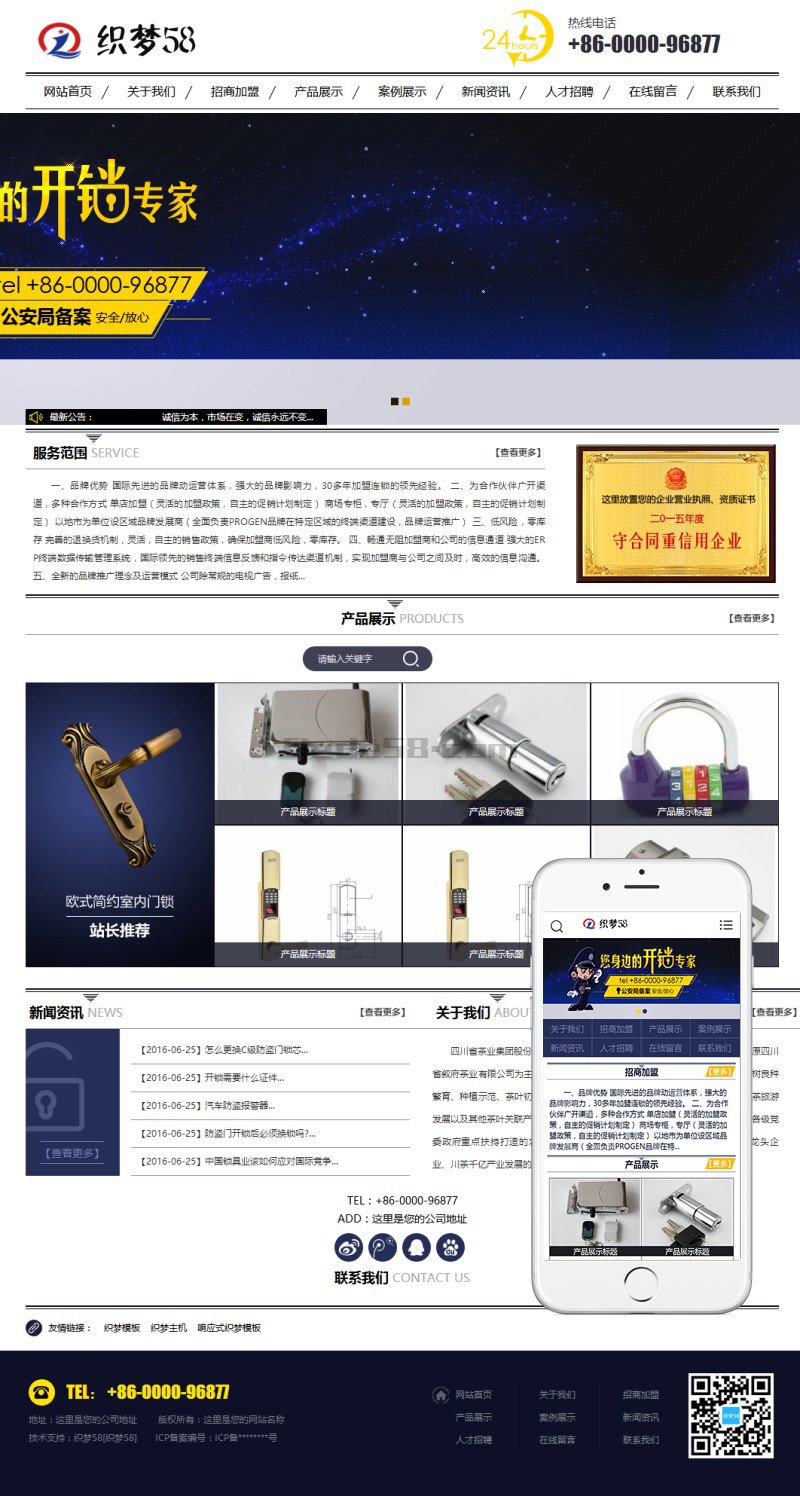 织梦58
24hours
热线电话
+86-0000-96877
网站首页 / 关于我们 / 招商加盟 / 产品展示 / 案例展示 / 新闻资讯 / 人才招聘 / 在线留言 / 联系我们
的开锁专家
tel +86-0000-96877
公安局备案 安全/放心
最新公告： 诚信为本，市场在变，诚信永远不变...
服务范围 SERVICE
【查看更多】
一、品牌优势 国际先进的品牌动运营体系，强大的品牌影响力，30多年加盟连锁的领先经验。 二、为合作伙伴广开渠
道，多种合作方式 单店加盟（灵活的加盟政策，自主的促销计划制定） 商场专柜，专厅（灵活的加盟政策，自主的促销计划制
定） 以地市为单位设区域品牌发展商（全面负责PROGEN品牌在特定区域的终端渠道建设，品牌运营推广） 三、低风险，零库
存 完善的退换货机制，灵活，自主的销售政策，确保加盟商低风险，零库存。 四、畅通无阻加盟商和公司的信息通道 强大的ER
P终端数据传输管理系统，国际领先的销售终端信息反馈和指令传达渠道机制，实现加盟商与公司之间及时，高效的信息沟通。
五、全新的品牌推广理念及运营模式 公司除常规的电视广告，报纸...
这里放置您的企业营业执照、资质证书
二〇一五年度
守合同重信用企业
产品展示 PRODUCTS
【查看更多】
请输入关键字
欧式简约室内门锁
站长推荐
产品展示标题
产品展示标题
产品展示标题
产品展示标题
产品展示标题
新闻资讯 NEWS
【查看更多】
【查看更多】
【2016-06-25】怎么更换C级防盗门锁芯...
【2016-06-25】开锁需要什么证件...
【2016-06-25】汽车防盗报警器...
【2016-06-25】防盗门开锁后必须换锁吗?...
【2016-06-25】中国锁具业该如何应对国际竞争...
关于我们 ABOU
【查看更多】
四川省茶业集团股份 原四川
省叙府茶业有限公司为主 树良种
繁育、种植示范、茶叶初 茶旅游
发展以及其他茶叶关联产 各级党
委政府重点扶持打造的 龙头企
业、川茶千亿产业发展的
织梦58
您身边的开锁专家
tel +86-0000-96877
公安局备案 安全/放心
关于我们 招商加盟 产品展示 案例展示
新闻资讯 人才招聘 在线留言 联系我们
招商加盟
【更多】
一、品牌优势 国际先进的品牌动运营体系，强大的
品牌影响力，30多年加盟连锁的领先经验。 二、为合作
伙伴广开渠道，多种合作方式 单店加盟（灵活的加盟政
策，自主的促销计划制定） 商场专柜，专厅（灵活的加
盟政策，自主的促销计划制定） 以地市为单位设区域品
牌发展商（全面负责PROGEN品牌在特...
产品展示
【更多】
产品展示标题
产品展示标题
TEL：+86-0000-96877
ADD：这里是您的公司地址
联系我们 CONTACT US
友情链接： 织梦模板 织梦主机 响应式织梦模板
TEL： +86-0000-96877
地址：这里是您的公司地址 版权所有：这里是您的网站名称
技术支持：织梦58[织梦58] ICP备案编号：ICP备********号
网站首页 关于我们 招商加盟
产品展示 案例展示 新闻资讯
人才招聘 在线留言 联系我们
织梦58